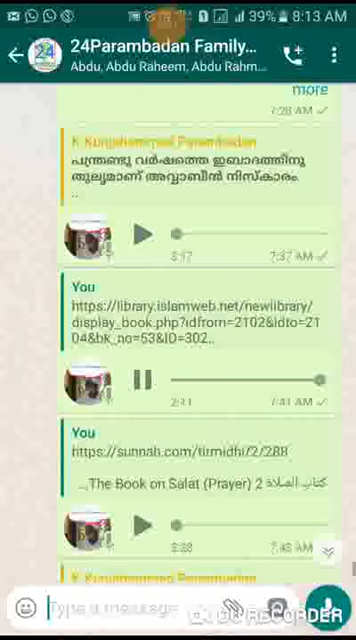 39% 8:13 AM
24Parambadan Family...
Abdu, Abdu Raheem, Abdu Rahm...
more
7:28 AM
K Kunjahammad Parambadan
പന്ത്രണ്ടു വർഷത്തെ ഇബാദത്തിനു
തുല്യമാണ് അവ്വാബീൻ നിസ്കാരം.
..
3:17 7:37 AM
You
https://library.islamweb.net/newlibrary/
display_book.php?idfrom=2102&idto=21
04&bk_no=53&ID=302..
2:11 7:41 AM
You
https://sunnah.com/tirmidhi/2/288
...The Book on Salat (Prayer) 2 كتاب الصلاة
7:43 AM
Type a message
DU RECORDER